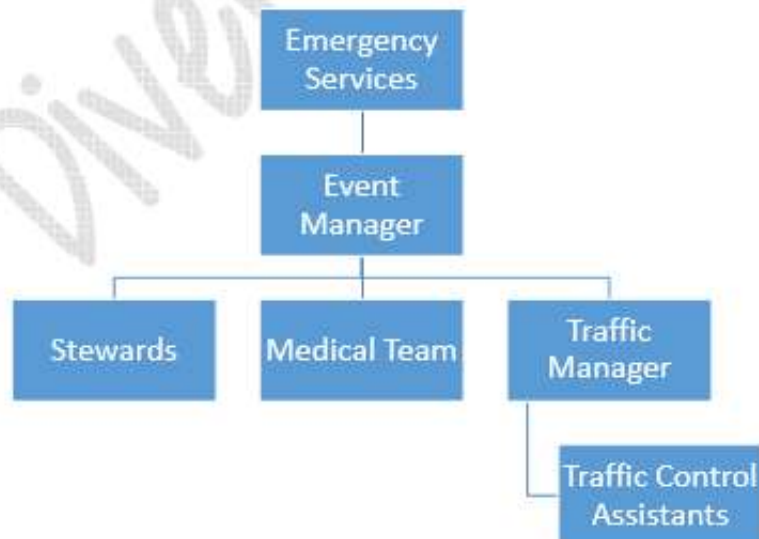 Emergency
Services
Event
Manager
Stewards
Medical Team
Traffic
Manager
Traffic Control
Assistants